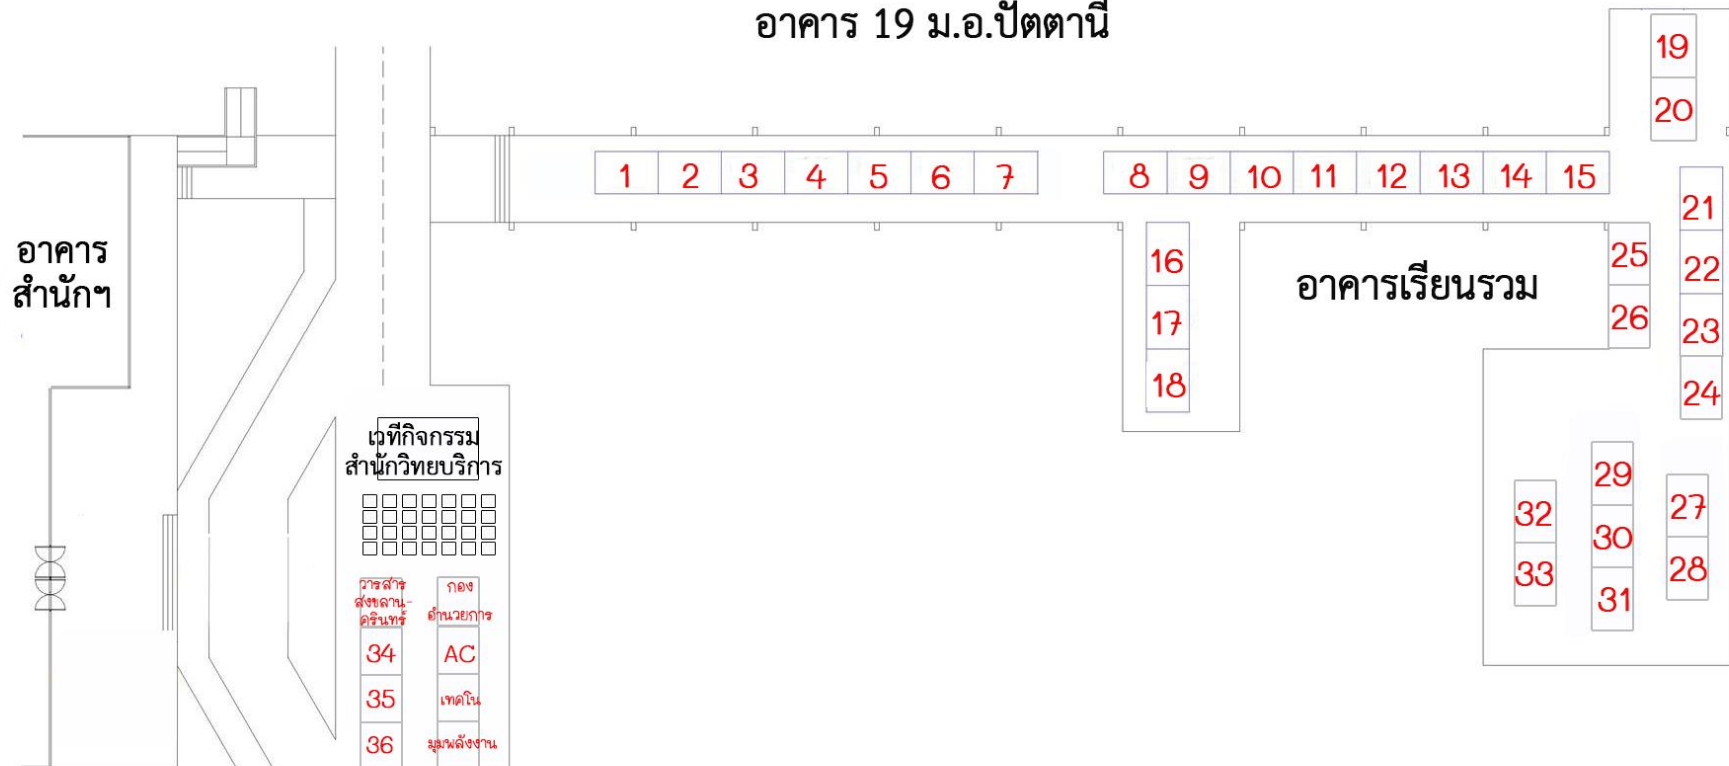 อาคาร 19 ม.อ.ปัตตานี
19
20
1 2 3 4 5 6 7 8 9 10 11 12 13 14 15
21
22
23
24
25
26
16
17
18
อาคาร
สำนักฯ
อาคารเรียนรวม
เวทีกิจกรรม
สำนักวิทยบริการ
29
30
31
32
33
27
28
วารสาร
สงขลาน-
ครินทร์
กอง
อำนวยการ
34
AC
35
เทคโน
36
มุมพลังงาน